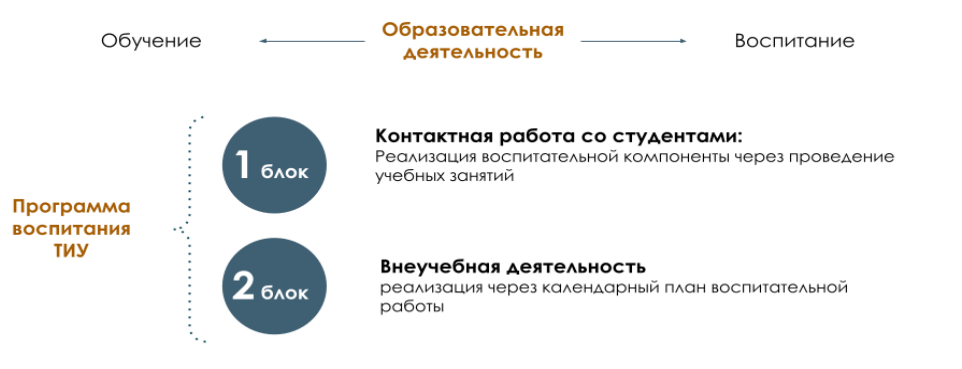 Обучение
Образовательная
деятельность
Воспитание
Программа
воспитания
ТИУ
1 блок
Контактная работа со студентами:
Реализация воспитательной компоненты через проведение
учебных занятий
2 блок
Внеучебная деятельность
реализация через календарный план воспитательной
работы